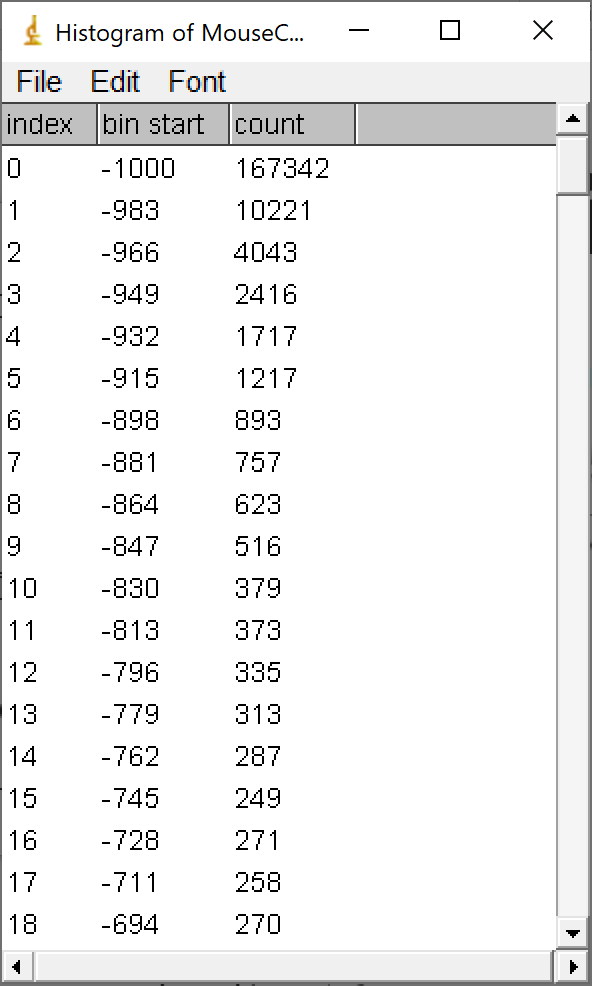 Histogram of MouseC...
File Edit Font
index bin start count
0 -1000 167342
1 -983 10221
2 -966 4043
3 -949 2416
4 -932 1717
5 -915 1217
6 -898 893
7 -881 757
8 -864 623
9 -847 516
10 -830 379
11 -813 373
12 -796 335
13 -779 313
14 -762 287
15 -745 249
16 -728 271
17 -711 258
18 -694 270